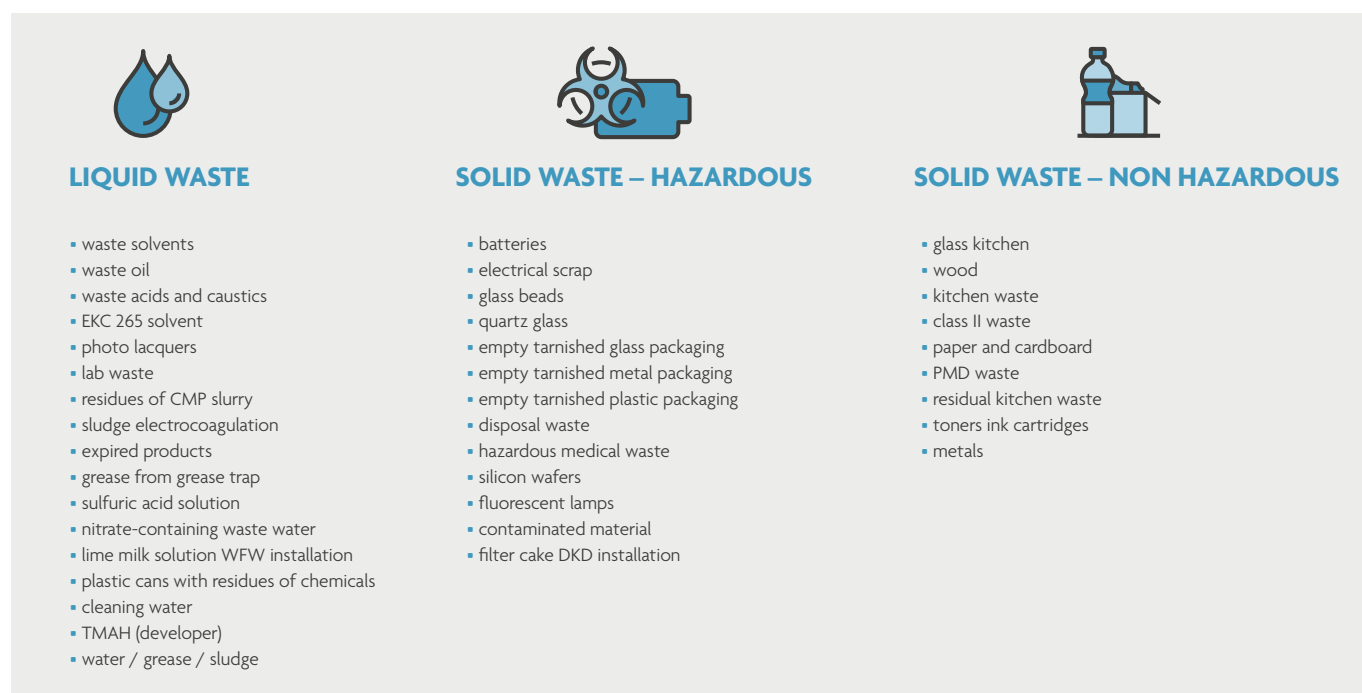 LIQUID WASTE
▪ waste solvents
▪ waste oil
▪ waste acids and caustics
▪ EKC 265 solvent
▪ photo lacquers
▪ lab waste
▪ residues of CMP slurry
▪ sludge electrocoagulation
▪ expired products
▪ grease from grease trap
▪ sulfuric acid solution
▪ nitrate-containing waste water
▪ lime milk solution WFW installation
▪ plastic cans with residues of chemicals
▪ cleaning water
▪ TMAH (developer)
▪ water / grease / sludge
SOLID WASTE – HAZARDOUS
▪ batteries
▪ electrical scrap
▪ glass beads
▪ quartz glass
▪ empty tarnished glass packaging
▪ empty tarnished metal packaging
▪ empty tarnished plastic packaging
▪ disposal waste
▪ hazardous medical waste
▪ silicon wafers
▪ fluorescent lamps
▪ contaminated material
▪ filter cake DKD installation
SOLID WASTE – NON HAZARDOUS
▪ glass kitchen
▪ wood
▪ kitchen waste
▪ class II waste
▪ paper and cardboard
▪ PMD waste
▪ residual kitchen waste
▪ toners ink cartridges
▪ metals